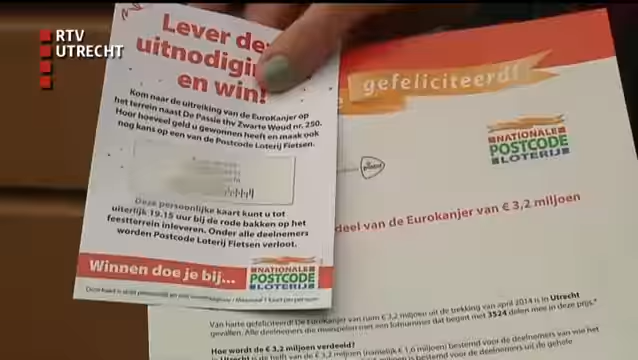 RTV
UTRECHT
Lever de
uitnodigin
en win!
Kom naar de uitreiking van de EuroKanjer op
het terrein naast De Passie thv Zwarte Woud nr. 250.
Hoor hoeveel geld u gewonnen heeft en maak ook
nog kans op een van de Postcode Loterij Fietsen.
Deze persoonlijke kaart kunt u tot
uiterlijk 19.15 uur bij de rode bakken op het
feestterrein inleveren. Onder alle deelnemers
worden Postcode Loterij Fietsen verloot.
Winnen doe je bij...
NATIONALE
POSTCODE
LOTERIJ
gefeliciteerd!
NATIONALE
POSTCODE
LOTERIJ
deel van de Eurokanjer van € 3,2 miljoen
Van harte gefeliciteerd! De EuroKanjer van ruim € 3,2 miljoen uit de trekking van april 2014 is in Utrecht
gevallen. Alle deelnemers die meespelen met een lotnummer dat begint met 3524 delen mee in deze prijs.*
Hoe wordt de € 3,2 miljoen verdeeld?